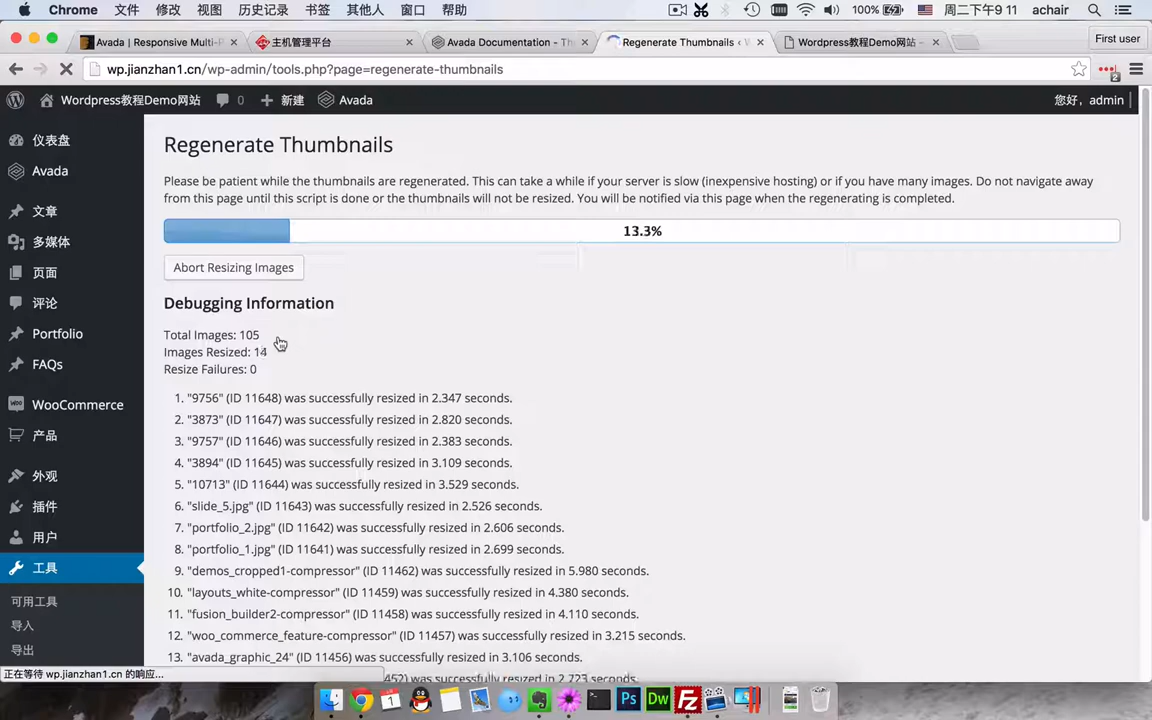 Chrome 文件 修改 视图 历史记录 书签 其他人 窗口 帮助 100% 周二下午9 11 achair
Avada | Responsive Multi-P
主机管理平台
Avada Documentation - Th
Regenerate Thumbnails ‹ W
Wordpress教程Demo网站 –
First user
wp.jianzhan1.cn/wp-admin/tools.php?page=regenerate-thumbnails
2
Wordpress教程Demo网站 0 新建 Avada 您好，admin
仪表盘
Avada
文章
多媒体
页面
评论
Portfolio
FAQs
WooCommerce
产品
外观
插件
用户
工具
可用工具
导入
导出
Regenerate Thumbnails
Please be patient while the thumbnails are regenerated. This can take a while if your server is slow (inexpensive hosting) or if you have many images. Do not navigate away
from this page until this script is done or the thumbnails will not be resized. You will be notified via this page when the regenerating is completed.
13.3%
Abort Resizing Images
Debugging Information
Total Images: 105
Images Resized: 14
Resize Failures: 0
1. "9756" (ID 11648) was successfully resized in 2.347 seconds.
2. "3873" (ID 11647) was successfully resized in 2.820 seconds.
3. "9757" (ID 11646) was successfully resized in 2.383 seconds.
4. "3894" (ID 11645) was successfully resized in 3.109 seconds.
5. "10713" (ID 11644) was successfully resized in 3.529 seconds.
6. "slide_5.jpg" (ID 11643) was successfully resized in 2.526 seconds.
7. "portfolio_2.jpg" (ID 11642) was successfully resized in 2.606 seconds.
8. "portfolio_1.jpg" (ID 11641) was successfully resized in 2.699 seconds.
9. "demos_cropped1-compressor" (ID 11462) was successfully resized in 5.980 seconds.
10. "layouts_white-compressor" (ID 11459) was successfully resized in 4.380 seconds.
11. "fusion_builder2-compressor" (ID 11458) was successfully resized in 4.110 seconds.
12. "woo_commerce_feature-compressor" (ID 11457) was successfully resized in 3.215 seconds.
13. "avada_graphic_24" (ID 11456) was successfully resized in 3.106 seconds.
452) was successfully resized in 2.723 seconds.
正在等待 wp.jianzhan1.cn 的响应...
1
Ps
Dw
Fz